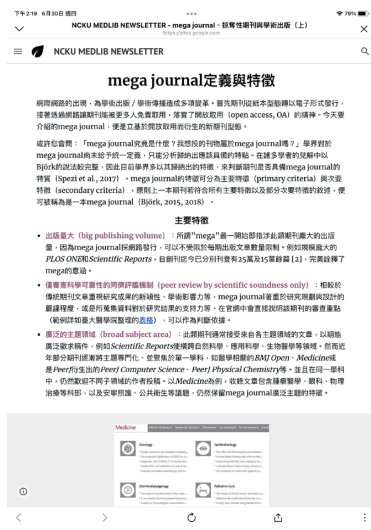 下午2:19 6月30日 週四
79%
NCKU MEDLIB NEWSLETTER - mega journal、掠奪性期刊與學術出版（上）
https://sites.google.com
NCKU MEDLIB NEWSLETTER
mega journal定義與特徵
網際網路的出現，為學術出版 / 學術傳播造成多項變革。首先期刊從紙本型態轉以電子形式發行，
接著透過網路讓期刊能被更多人免費取用，落實了開放取用（open access, OA）的精神。今天要
介紹的mega journal，便是立基於開放取用而衍生的新期刊型態。
或許您會問：「mega journal究竟是什麼？我想投的刊物屬於mega journal嗎？」學界對於
mega journal尚未給予統一定義，只能分析歸納出應該具備的特點。在諸多學者的見解中以
Björk的說法較完整，因此目前學界多以其歸納出的特徵，來判斷期刊是否具備mega journal的
特質（Spezi et al., 2017）。mega journal的特徵可分為主要特徵（primary criteria）與次要
特徵（secondary criteria），原則上一本期刊若符合所有主要特徵以及部分次要特徵的敘述，便
可被稱為是一本mega journal（Björk, 2015, 2018）。
主要特徵
出版量大（big publishing volume）：所謂"mega"最一開始即指涉此類期刊龐大的出版
量，因為mega journal採網路發行，可以不受限於每期出版文章數量限制。例如規模龐大的
PLOS ONE和Scientific Reports，自創刊迄今已分別刊登有25萬及15萬餘篇 [2]，完美詮釋了
mega的意涵。
僅審查科學可靠性的同儕評鑑機制（peer review by scientific soundness only）：相較於
傳統期刊文章重視研究成果的新穎性、學術影響力等，mega journal著重於研究規劃與設計的
嚴謹程度，或是所蒐集資料對於研究結果的支持力等。在官網中會直接說明該期刊的審查重點
（範例詳如臺大醫學院整理的表格），可以作為判斷依據。
廣泛的主題領域（broad subject area）：此類期刊通常接受來自各主題領域的文章，以期能
廣泛徵求稿件，例如Scientific Reports便橫跨自然科學、應用科學、生物醫學等領域。然而近
年部分期刊逐漸將主題專門化、並聚焦於單一學科，如醫學相關的BMJ Open、Medicine或
是PeerJ衍生出的PeerJ Computer Science、PeerJ Physical Chemistry等。並且在同一學科
中，仍然歡迎不同子領域的作者投稿。以Medicine為例，收錄文章包含腫瘤醫學、眼科、物理
治療等科部，以及安寧照護、公共衛生等議題，仍然保留mega journal廣泛主題的特徵。
Medicine
Oncology
Ophthalmology
Otorhinolaryngology
Palliative Care